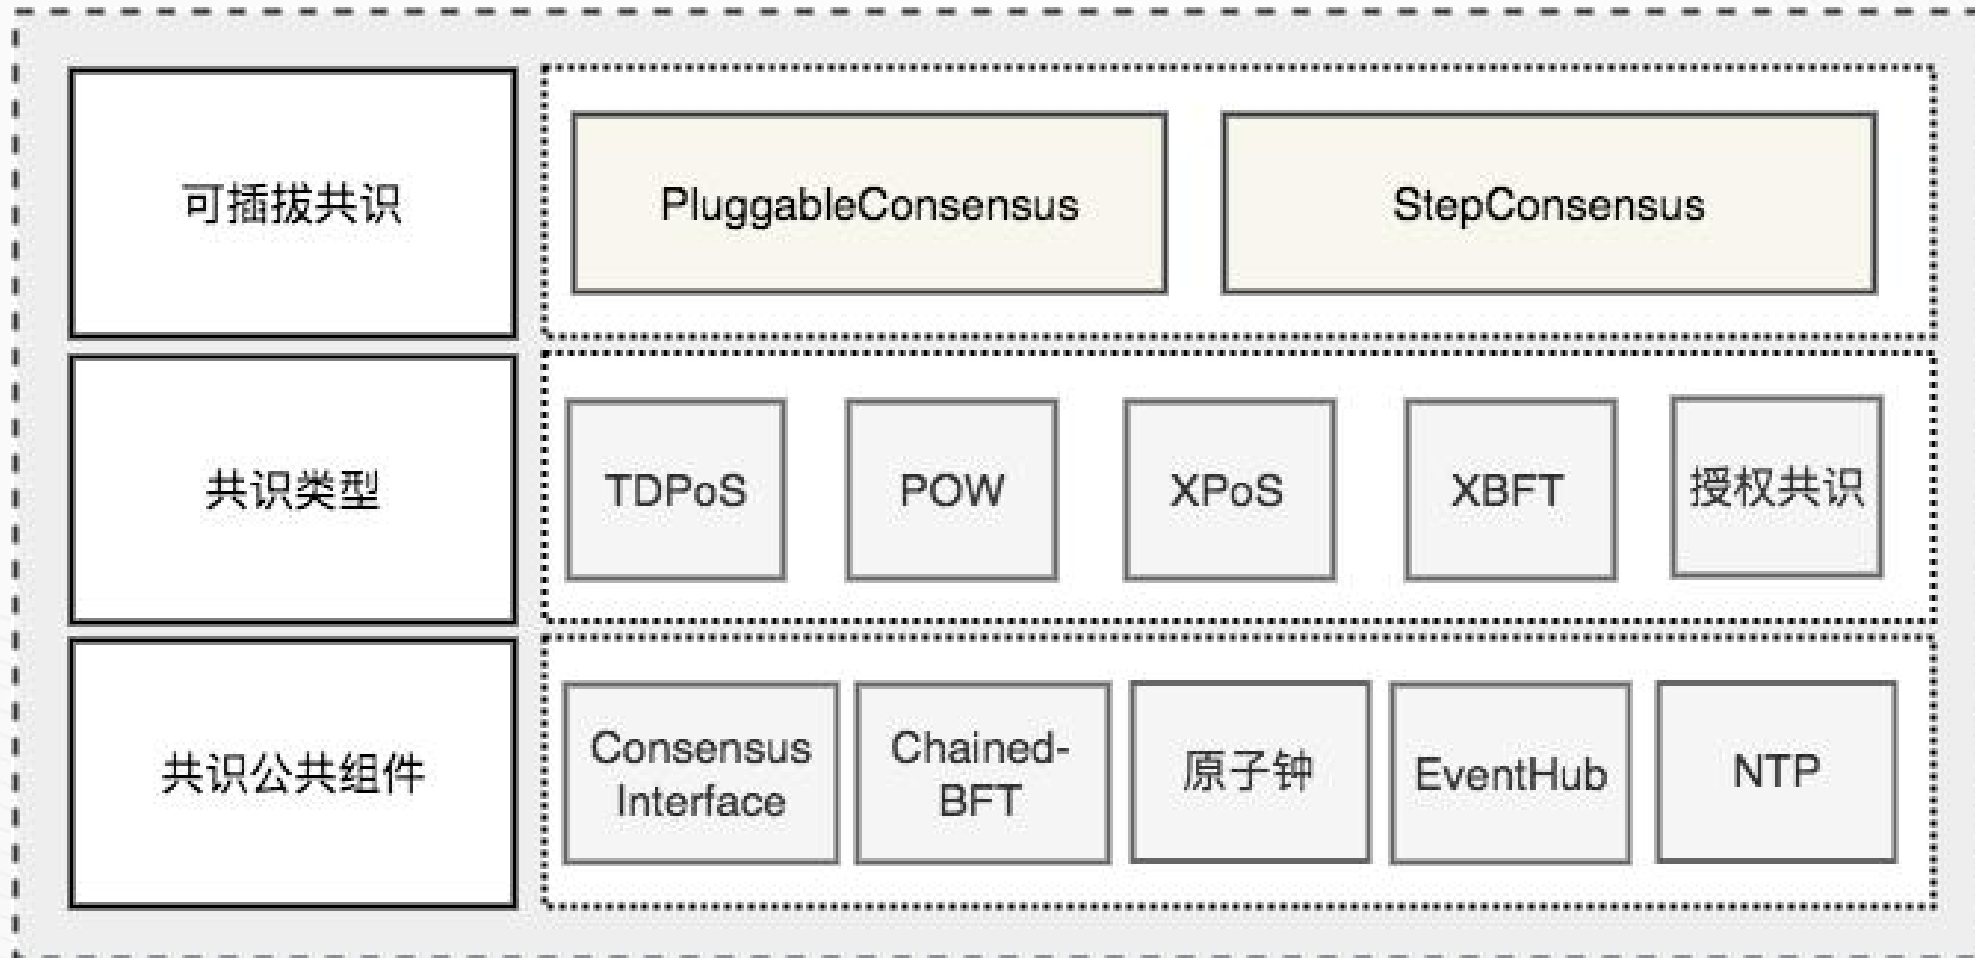 可插拔共识
PluggableConsensus
StepConsensus
共识类型
TDPoS
POW
XPoS
XBFT
授权共识
共识公共组件
Consensus
Interface
Chained-
BFT
原子钟
EventHub
NTP